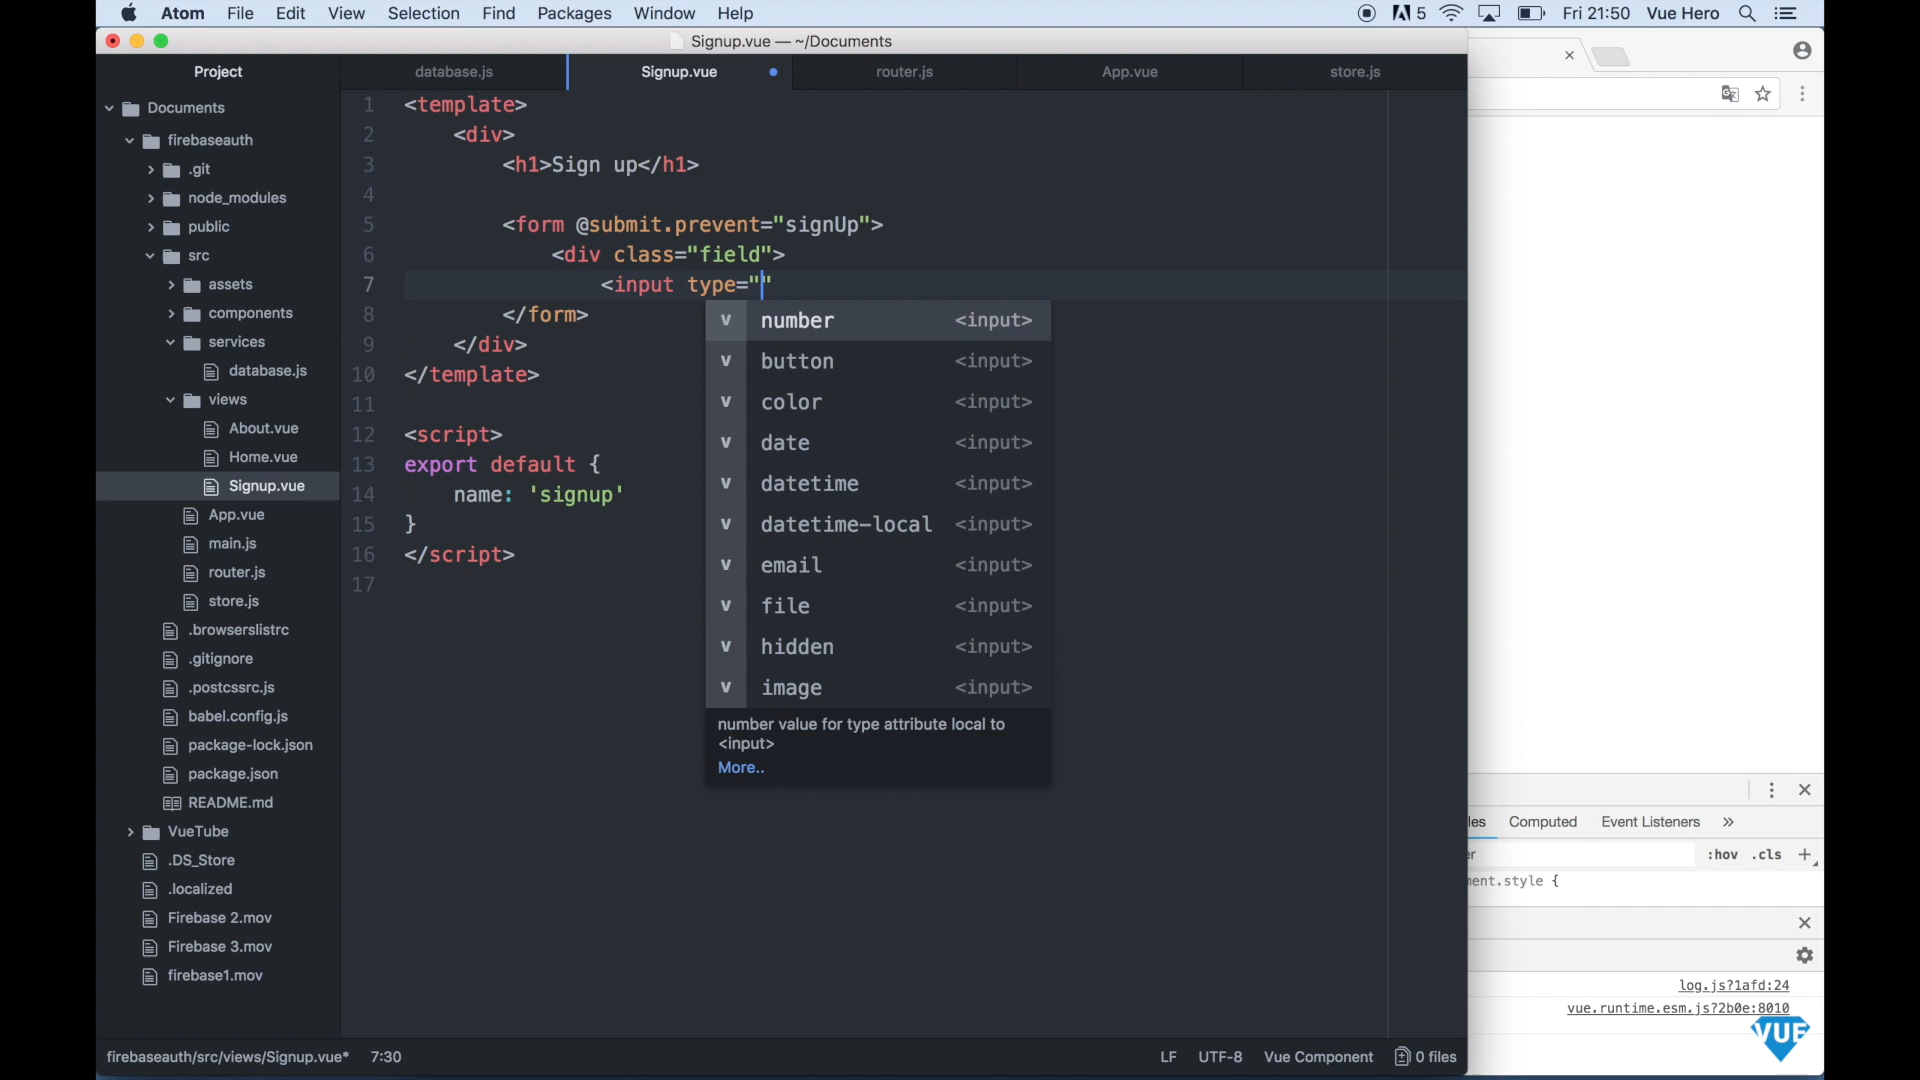 Atom File Edit View Selection Find Packages Window Help 5 Fri 21:50 Vue Hero
Signup.vue — ~/Documents
Project
database.js Signup.vue router.js App.vue store.js
Documents
firebaseauth
.git
node_modules
public
src
assets
components
services
database.js
views
About.vue
Home.vue
Signup.vue
App.vue
main.js
router.js
store.js
.browserslistrc
.gitignore
.postcssrc.js
babel.config.js
package-lock.json
package.json
README.md
VueTube
.DS_Store
.localized
Firebase 2.mov
Firebase 3.mov
firebase1.mov
1 <template>
2 <div>
3 <h1>Sign up</h1>
4
5 <form @submit.prevent="signUp">
6 <div class="field">
7 <input type=""
8 </form>
9 </div>
10 </template>
11
12 <script>
13 export default {
14 name: 'signup'
15 }
16 </script>
17
v number <input>
v button <input>
v color <input>
v date <input>
v datetime <input>
v datetime-local <input>
v email <input>
v file <input>
v hidden <input>
v image <input>
number value for type attribute local to
<input>
More..
les Computed Event Listeners »
er :hov .cls +
ment.style {
log.js?1afd:24
vue.runtime.esm.js?2b0e:8010
VUE
firebaseauth/src/views/Signup.vue* 7:30 LF UTF-8 Vue Component 0 files